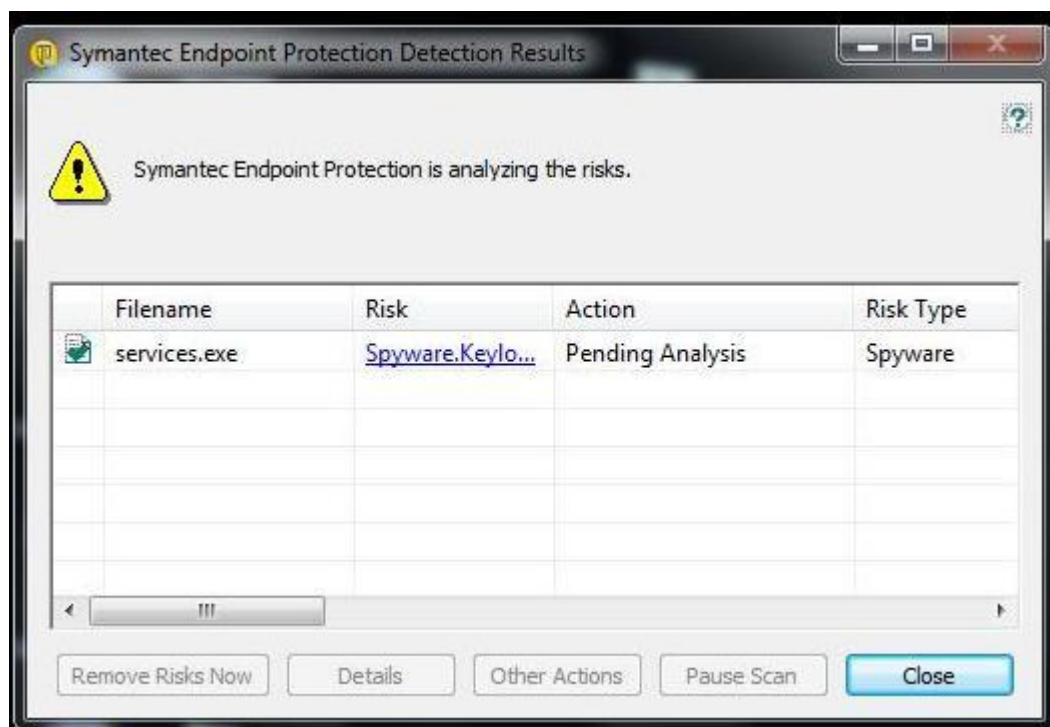 Symantec Endpoint Protection Detection Results
Symantec Endpoint Protection is analyzing the risks.
Filename Risk Action Risk Type
services.exe Spyware.Keylo... Pending Analysis Spyware
Remove Risks Now Details Other Actions Pause Scan Close